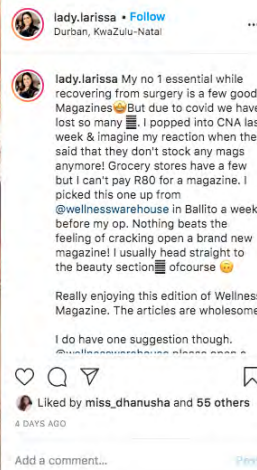 lady.larissa • Follow
Durban, KwaZulu-Natal
lady.larissa My no 1 essential while
recovering from surgery is a few good
Magazines🤩But due to covid we have
lost so many . I popped into CNA las
week & imagine my reaction when the
said that they don't stock any mags
anymore! Grocery stores have a few
but I can't pay R80 for a magazine. I
picked this one up from
@wellnesswarehouse in Ballito a week
before my op. Nothing beats the
feeling of cracking open a brand new
magazine! I usually head straight to
the beauty section ofcourse 🙃
Really enjoying this edition of Wellness
Magazine. The articles are wholesome
I do have one suggestion though.
@wellnesswarehouse please open a
Liked by miss_dhanusha and 55 others
4 DAYS AGO
Add a comment...
Post